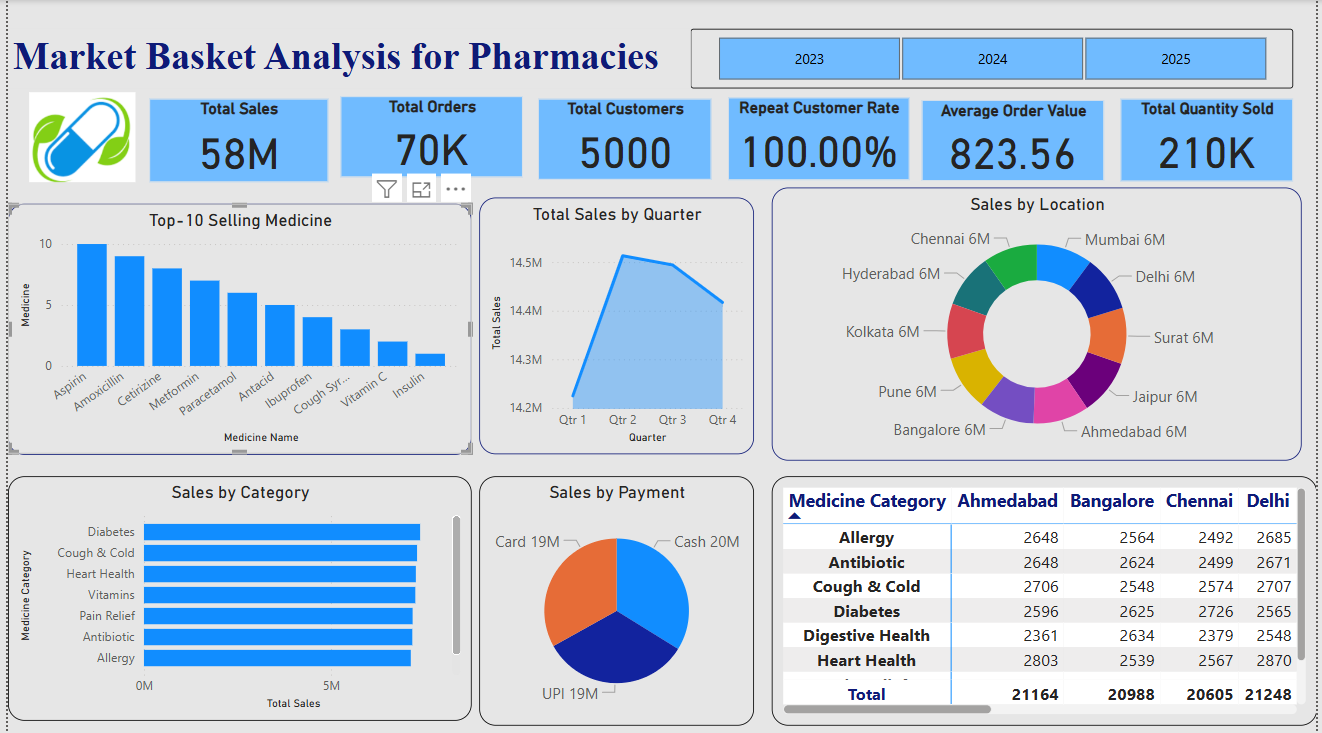 Market Basket Analysis for Pharmacies
2023
2024
2025
Total Sales
58M
Total Orders
70K
Total Customers
5000
Repeat Customer Rate
100.00%
Average Order Value
823.56
Total Quantity Sold
210K
Top-10 Selling Medicine
Medicine
10
5
0
Aspirin
Amoxicillin
Cetirizine
Metformin
Paracetamol
Antacid
Ibuprofen
Cough Syr...
Vitamin C
Insulin
Medicine Name
Total Sales by Quarter
Total Sales
14.5M
14.4M
14.3M
14.2M
Qtr 1
Qtr 2
Qtr 3
Qtr 4
Quarter
Sales by Location
Chennai 6M
Mumbai 6M
Hyderabad 6M
Delhi 6M
Kolkata 6M
Surat 6M
Pune 6M
Jaipur 6M
Bangalore 6M
Ahmedabad 6M
Sales by Category
Medicine Category
Diabetes
Cough & Cold
Heart Health
Vitamins
Pain Relief
Antibiotic
Allergy
0M
5M
Total Sales
Sales by Payment
Card 19M
Cash 20M
UPI 19M
Medicine Category Ahmedabad Bangalore Chennai Delhi
Allergy 2648 2564 2492 2685
Antibiotic 2648 2624 2499 2671
Cough & Cold 2706 2548 2574 2707
Diabetes 2596 2625 2726 2565
Digestive Health 2361 2634 2379 2548
Heart Health 2803 2539 2567 2870
Total 21164 20988 20605 21248